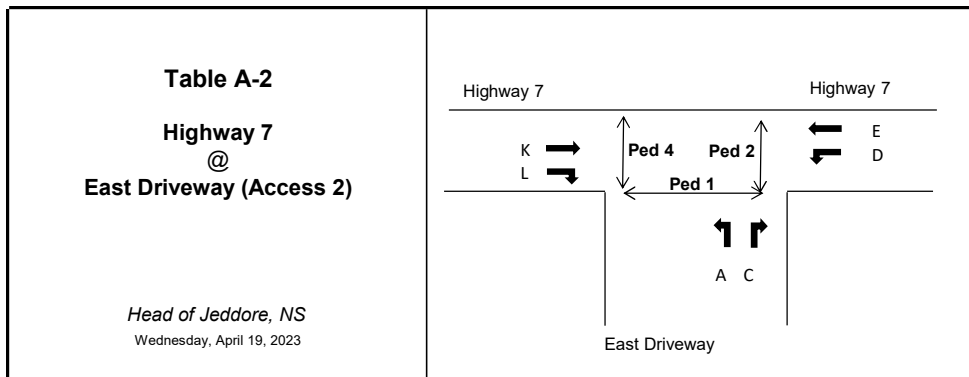 Table A-2
Highway 7
@
East Driveway (Access 2)
Head of Jeddore, NS
Wednesday, April 19, 2023
Highway 7
Highway 7
K
L
Ped 4
Ped 2
Ped 1
E
D
A C
East Driveway